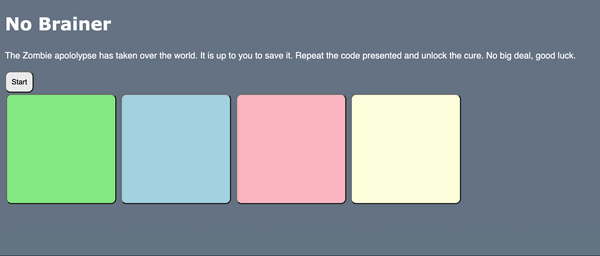 No Brainer
The Zombie apololypse has taken over the world. It is up to you to save it. Repeat the code presented and unlock the cure. No big deal, good luck.
Start